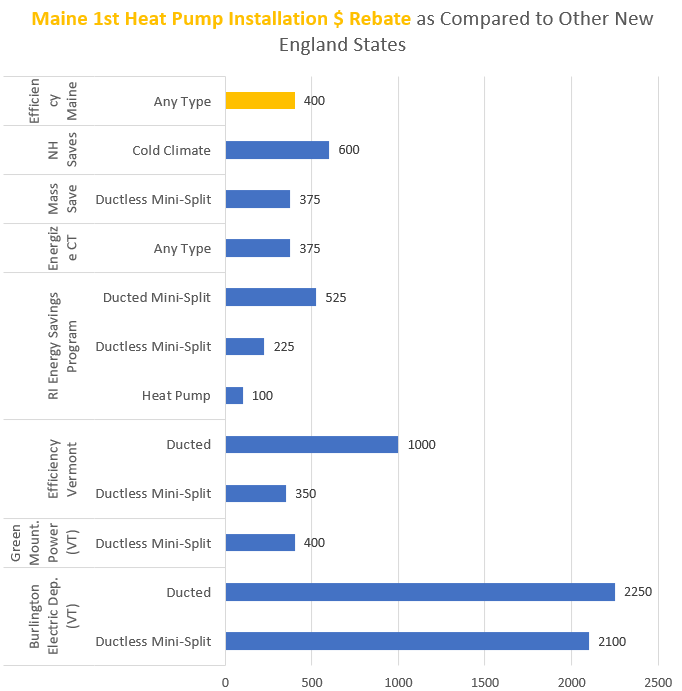 Maine 1st Heat Pump Installation $ Rebate as Compared to Other New
England States
Efficien
cy
Maine
Any Type
400
NH
Saves
Cold Climate
600
Mass
Save
Ductless Mini-Split
375
Energiz
e CT
Any Type
375
RI Energy Savings
Program
Ducted Mini-Split
525
Ductless Mini-Split
225
Heat Pump
100
Efficiency
Vermont
Ducted
1000
Ductless Mini-Split
350
Green
Mount.
Power
(VT)
Ductless Mini-Split
400
Burlington
Electric Dep.
(VT)
Ducted
2250
Ductless Mini-Split
2100
0 500 1000 1500 2000 2500